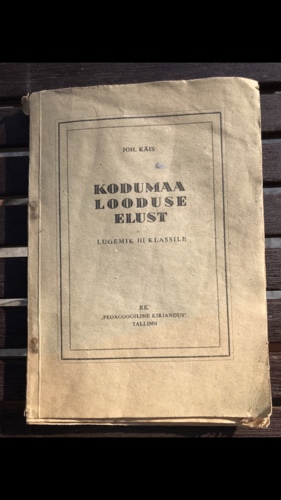 JOH. KÄIS
KODUMAA
LOODUSE
ELUST
LUGEMIK III KLASSILE
RK
„PEDAGOOGILINE KIRJANDUS"
TALLINN